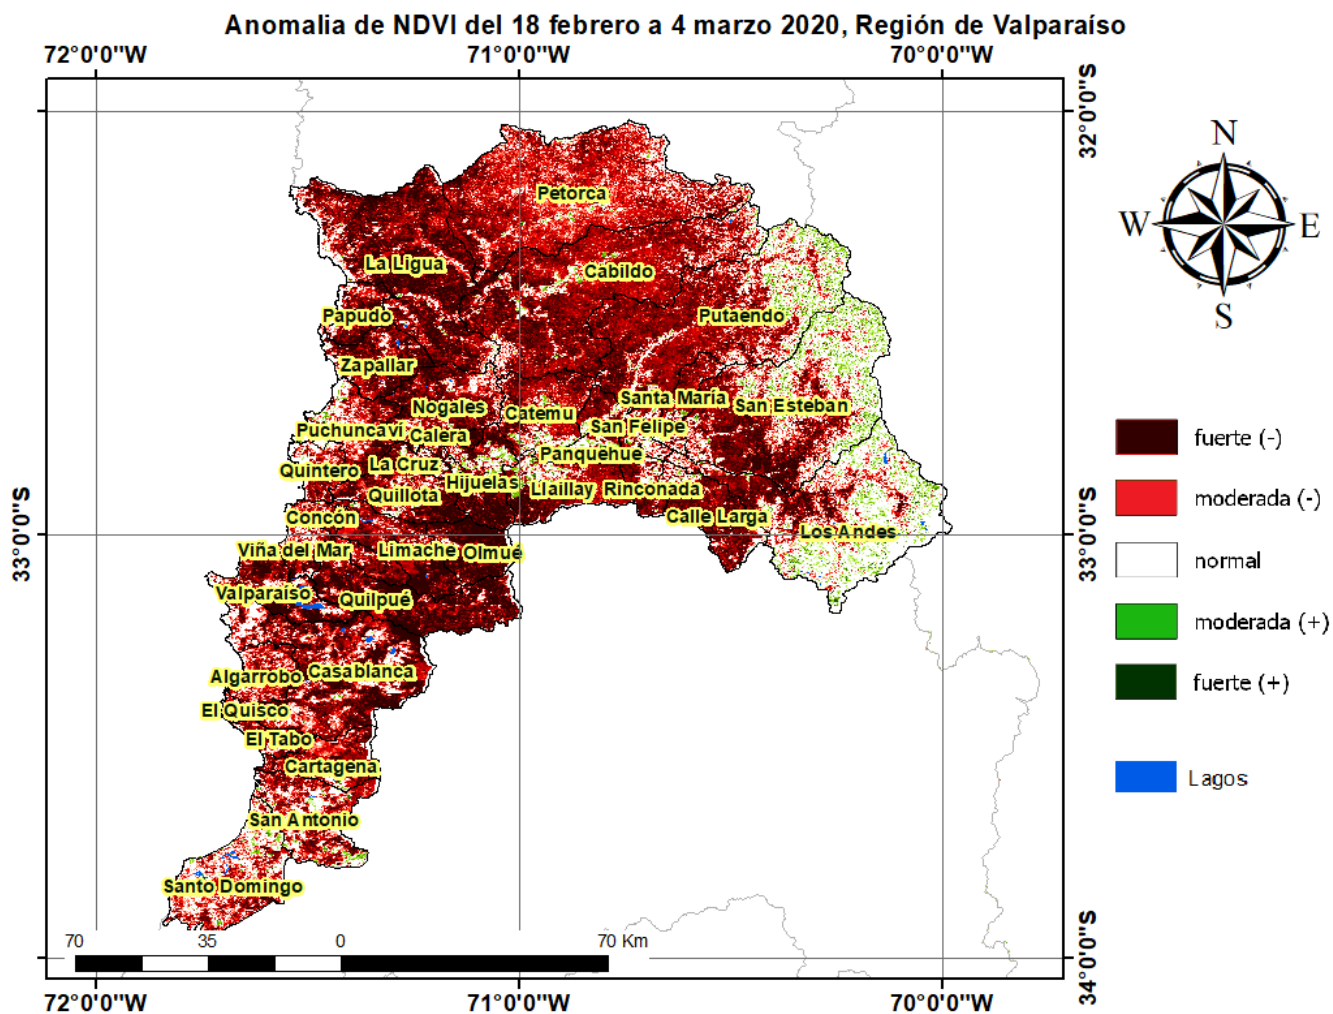 Anomalia de NDVI del 18 febrero a 4 marzo 2020, Región de Valparaíso
72°0'0"W 71°0'0"W 70°0'0"W
32°0'0"S
N
W E
S
Petorca
La Ligua
Cabildo
Papudo
Putaendo
Zapallar
Santa María
Nogales
San Esteban
Catemu
Puchuncaví
Calera
San Felipe
Panquehue
Quintero
La Cruz
Hijuelas
Quillota
Llaillay
Rinconada
Concón
Calle Larga
Los Andes
33°0'0"S
33°0'0"S
Viña del Mar
Limache
Olmué
Valparaíso
Quilpué
Algarrobo
Casablanca
El Quisco
El Tabo
Cartagena
San Antonio
Santo Domingo
fuerte (-)
moderada (-)
normal
moderada (+)
fuerte (+)
Lagos
70 35 0 70 Km
34°0'0"S
72°0'0"W 71°0'0"W 70°0'0"W